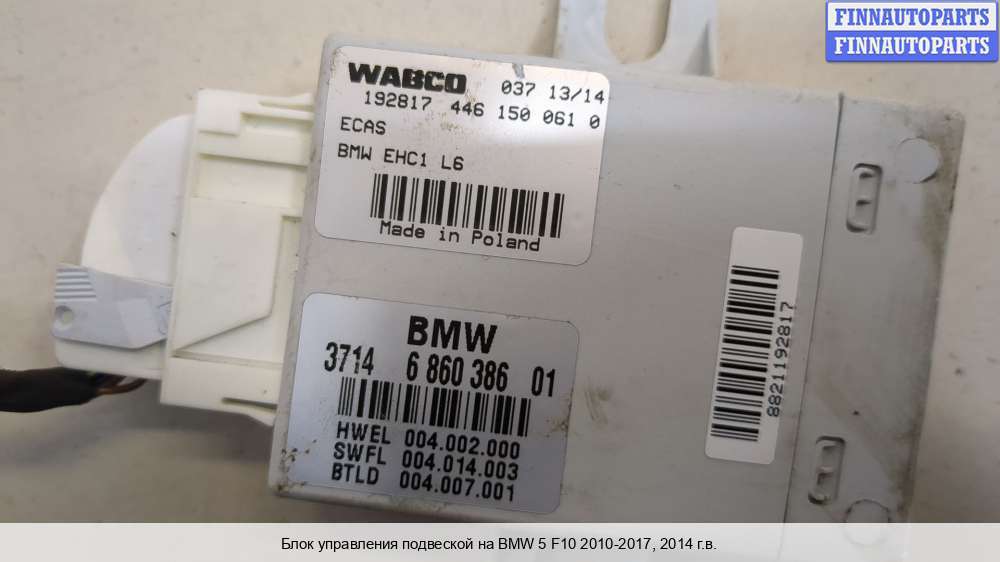 FINNAUTOPARTS
FINNAUTOPARTS
WABCO 037 13/14
192817 446 150 061 0
ECAS
BMW EHC1 L6
Made in Poland
BMW
3714 6 860 386 01
HWEL 004.002.000
SWFL 004.014.003
BTLD 004.007.001
8821192817
Блок управления подвеской на BMW 5 F10 2010-2017, 2014 г.в.